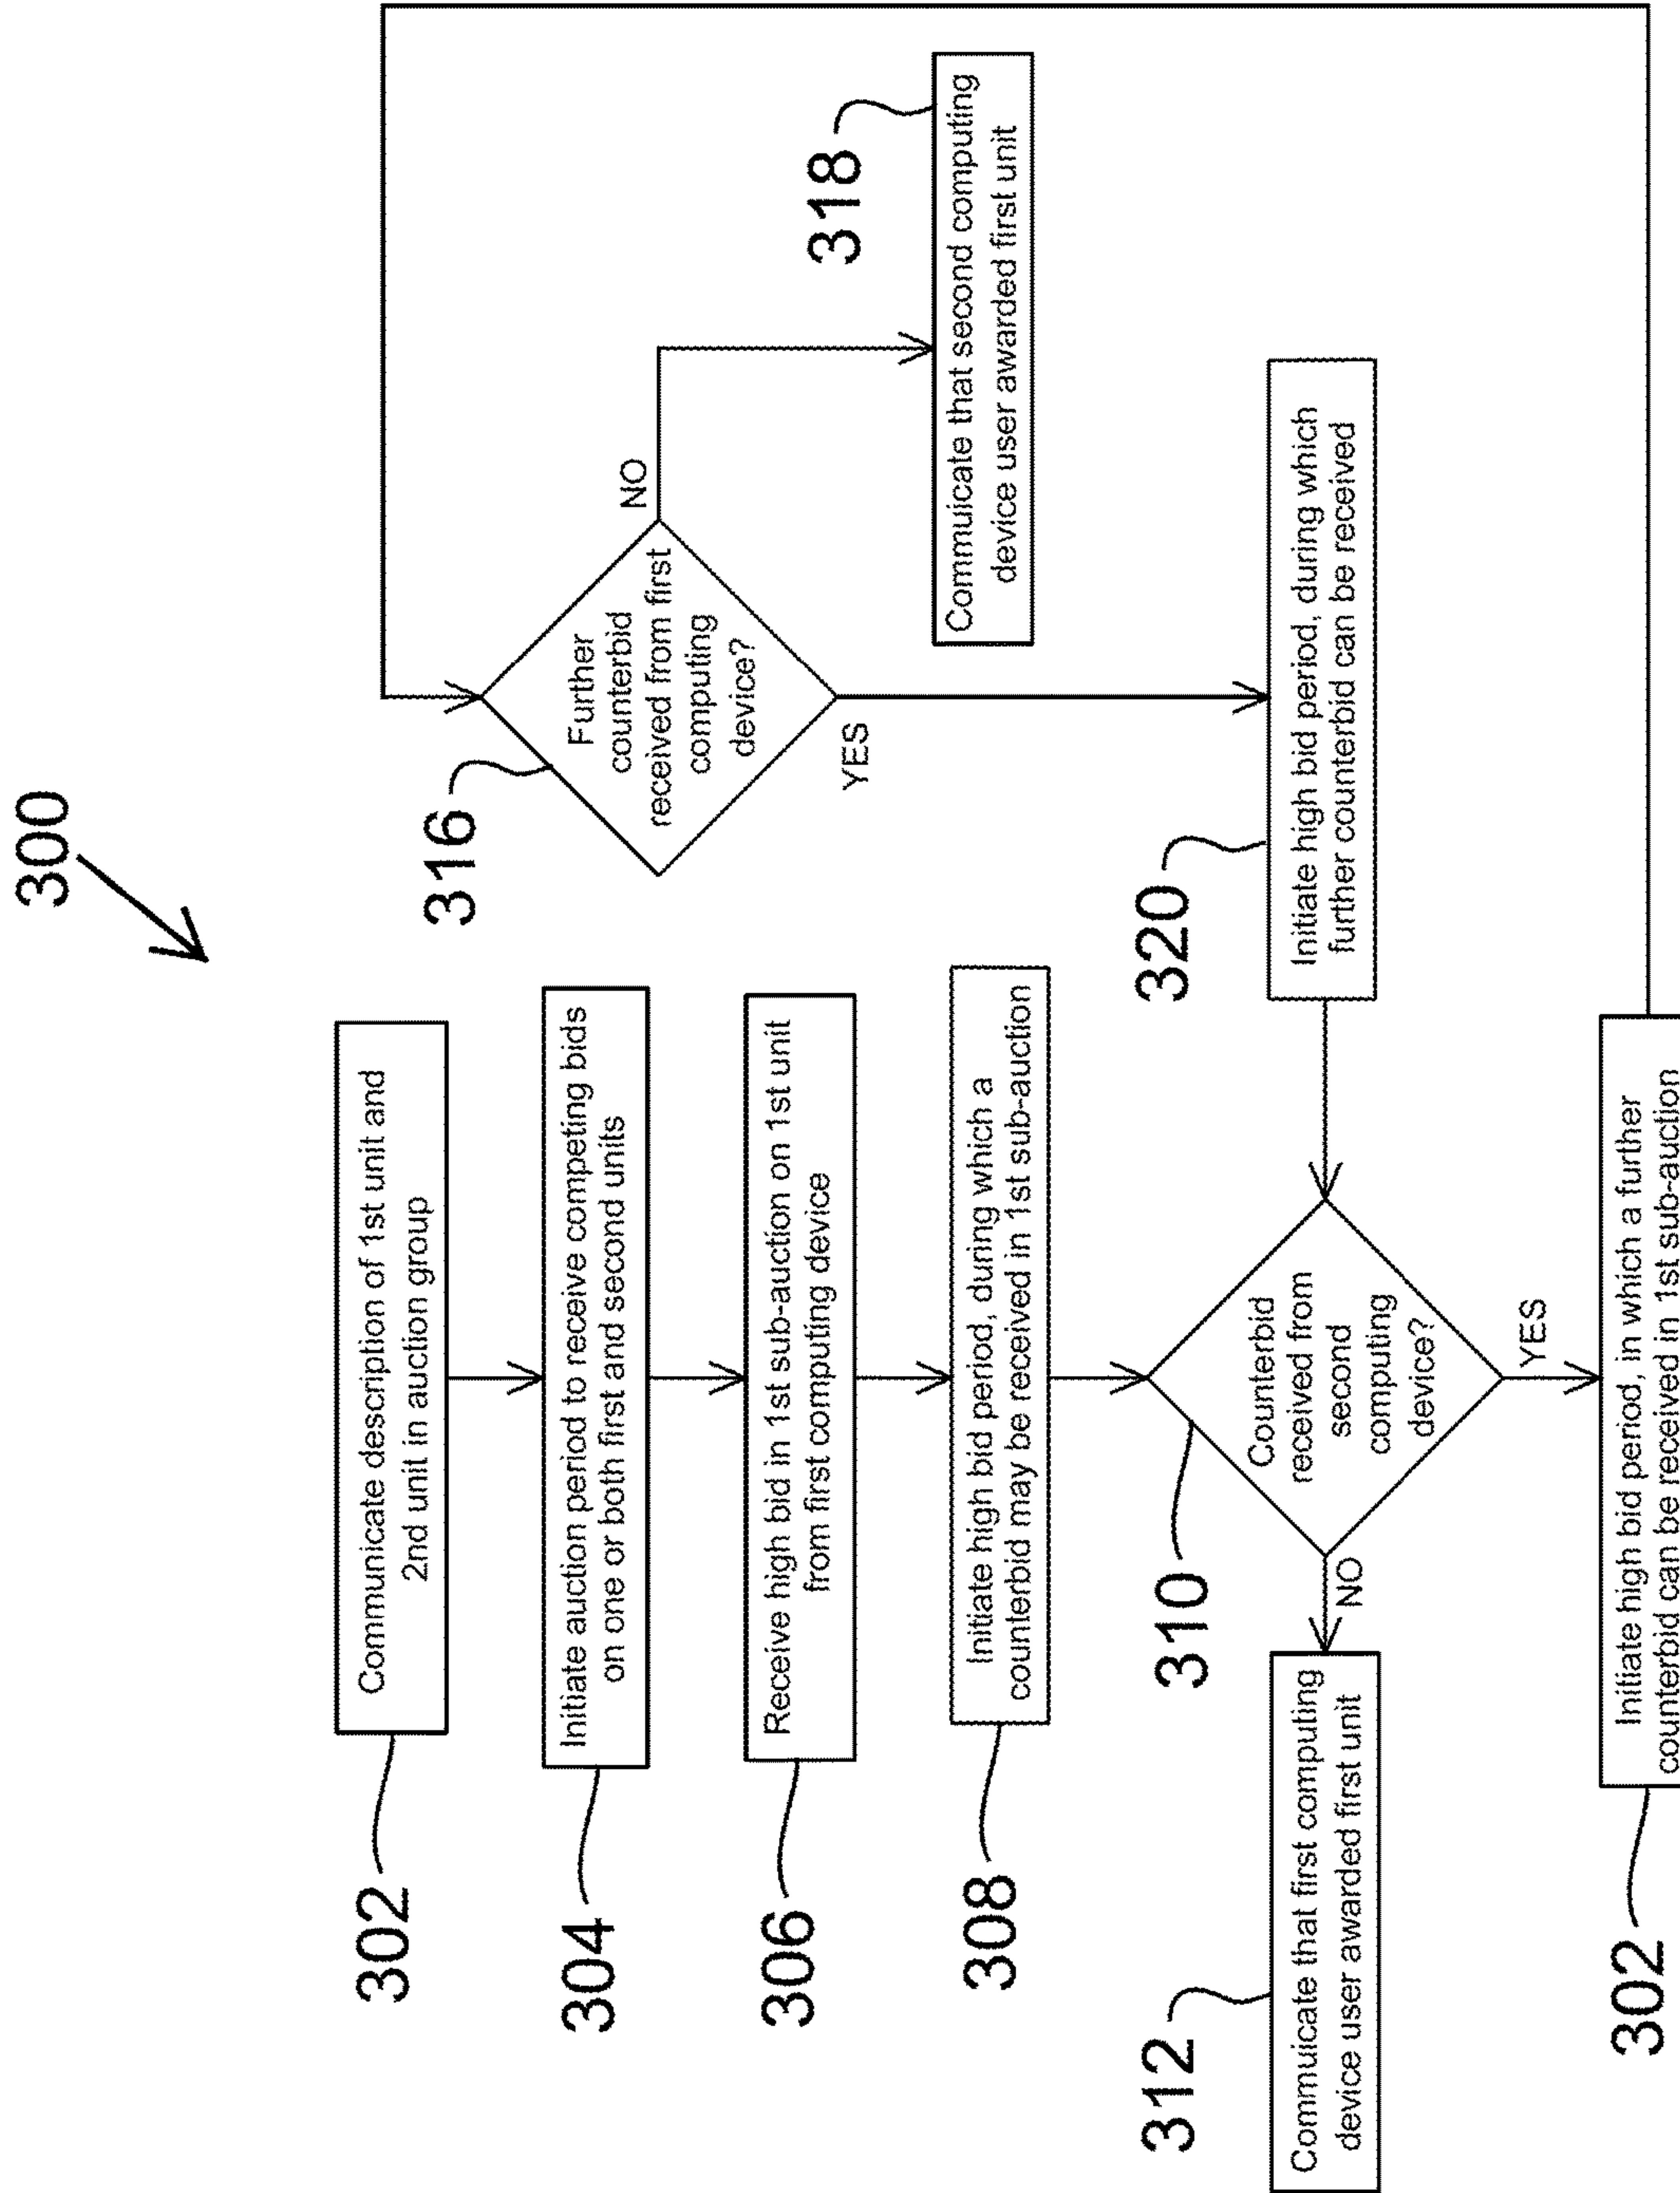 300
302
Communicate description of 1st unit and
2nd unit in auction group
304
Initiate auction period to receive competing bids
on one or both first and second units
306
Receive high bid in 1st sub-auction on 1st unit
from first computing device
308
Initiate high bid period, during which a
counterbid may be received in 1st sub-auction
310
Counterbid
received from
second
computing
device?
NO
YES
312
Commuicate that first computing
device user awarded first unit
302
Initiate high bid period, in which a further
counterbid can be received in 1st sub-auction
316
Further
counterbid
received from first
computing
device?
NO
YES
318
Commuicate that second computing
device user awarded first unit
320
Initiate high bid period, during which
further counterbid can be received